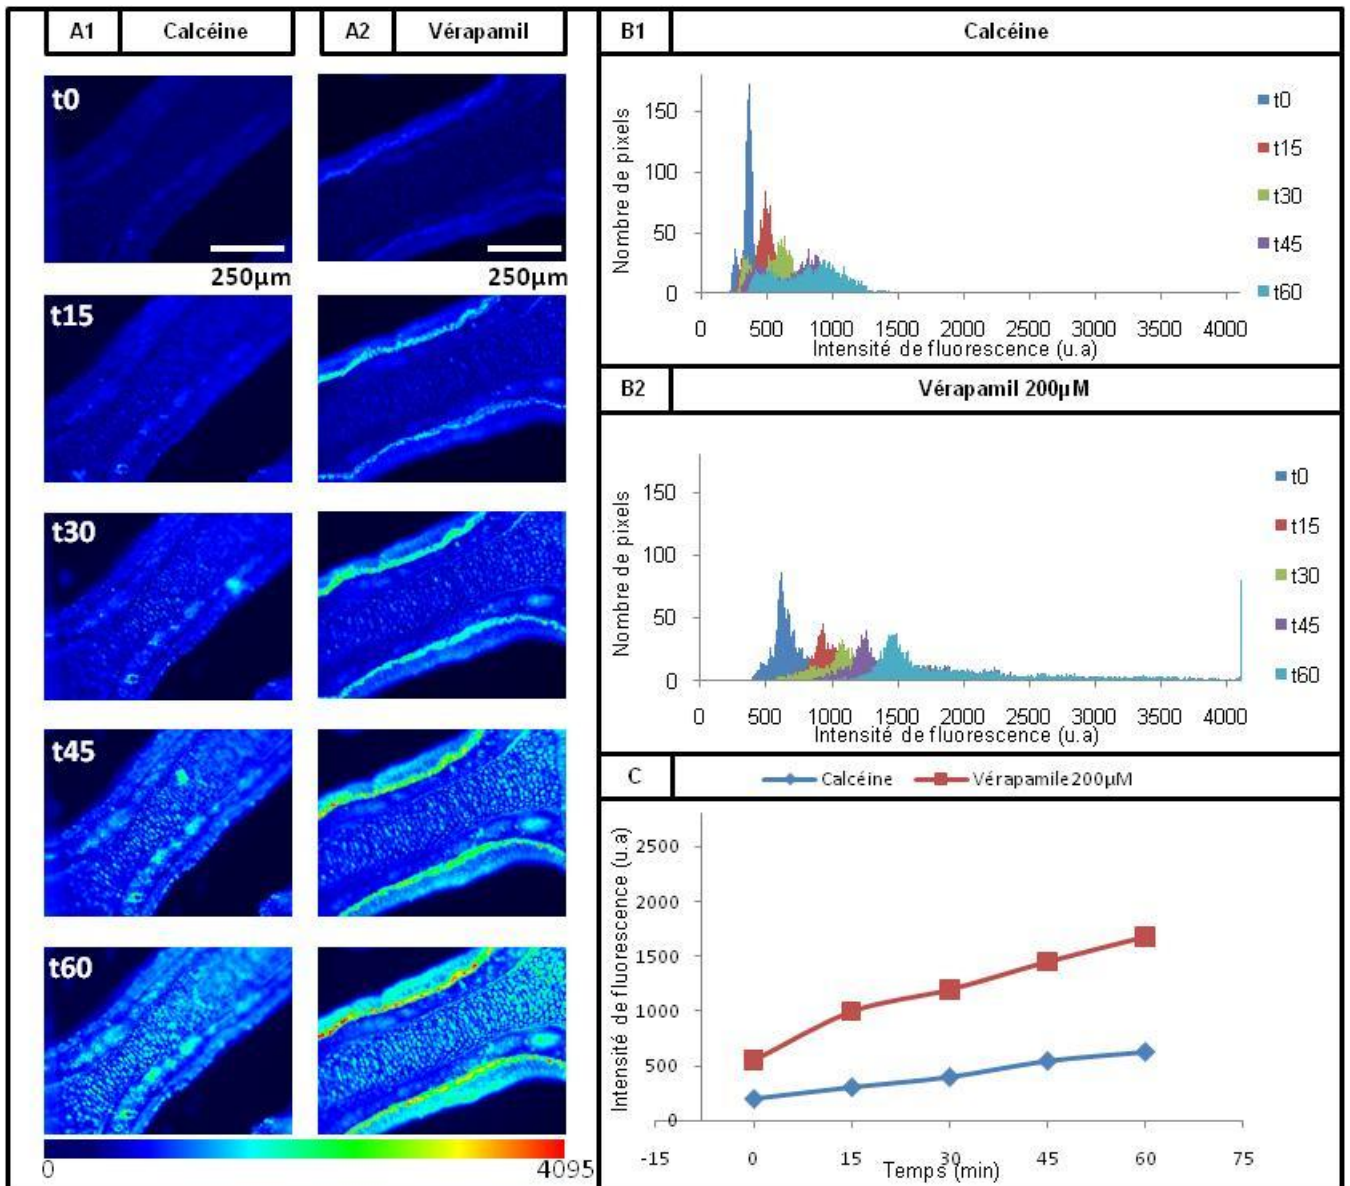 A1 Calcéine
A2 Vérapamil
t0
250µm
250µm
t15
t30
t45
t60
0 4095
B1 Calcéine
Nombre de pixels
150
100
50
0
0 500 1000 1500 2000 2500 3000 3500 4000
Intensité de fluorescence (u.a)
t0
t15
t30
t45
t60
B2 Vérapamil 200µM
Nombre de pixels
150
100
50
0
0 500 1000 1500 2000 2500 3000 3500 4000
Intensité de fluorescence (u.a)
t0
t15
t30
t45
t60
C Calcéine Vérapamile200µM
Intensité de fluorescence (u.a)
2500
2000
1500
1000
500
0
-15 0 15 30 45 60 75
Temps (min)